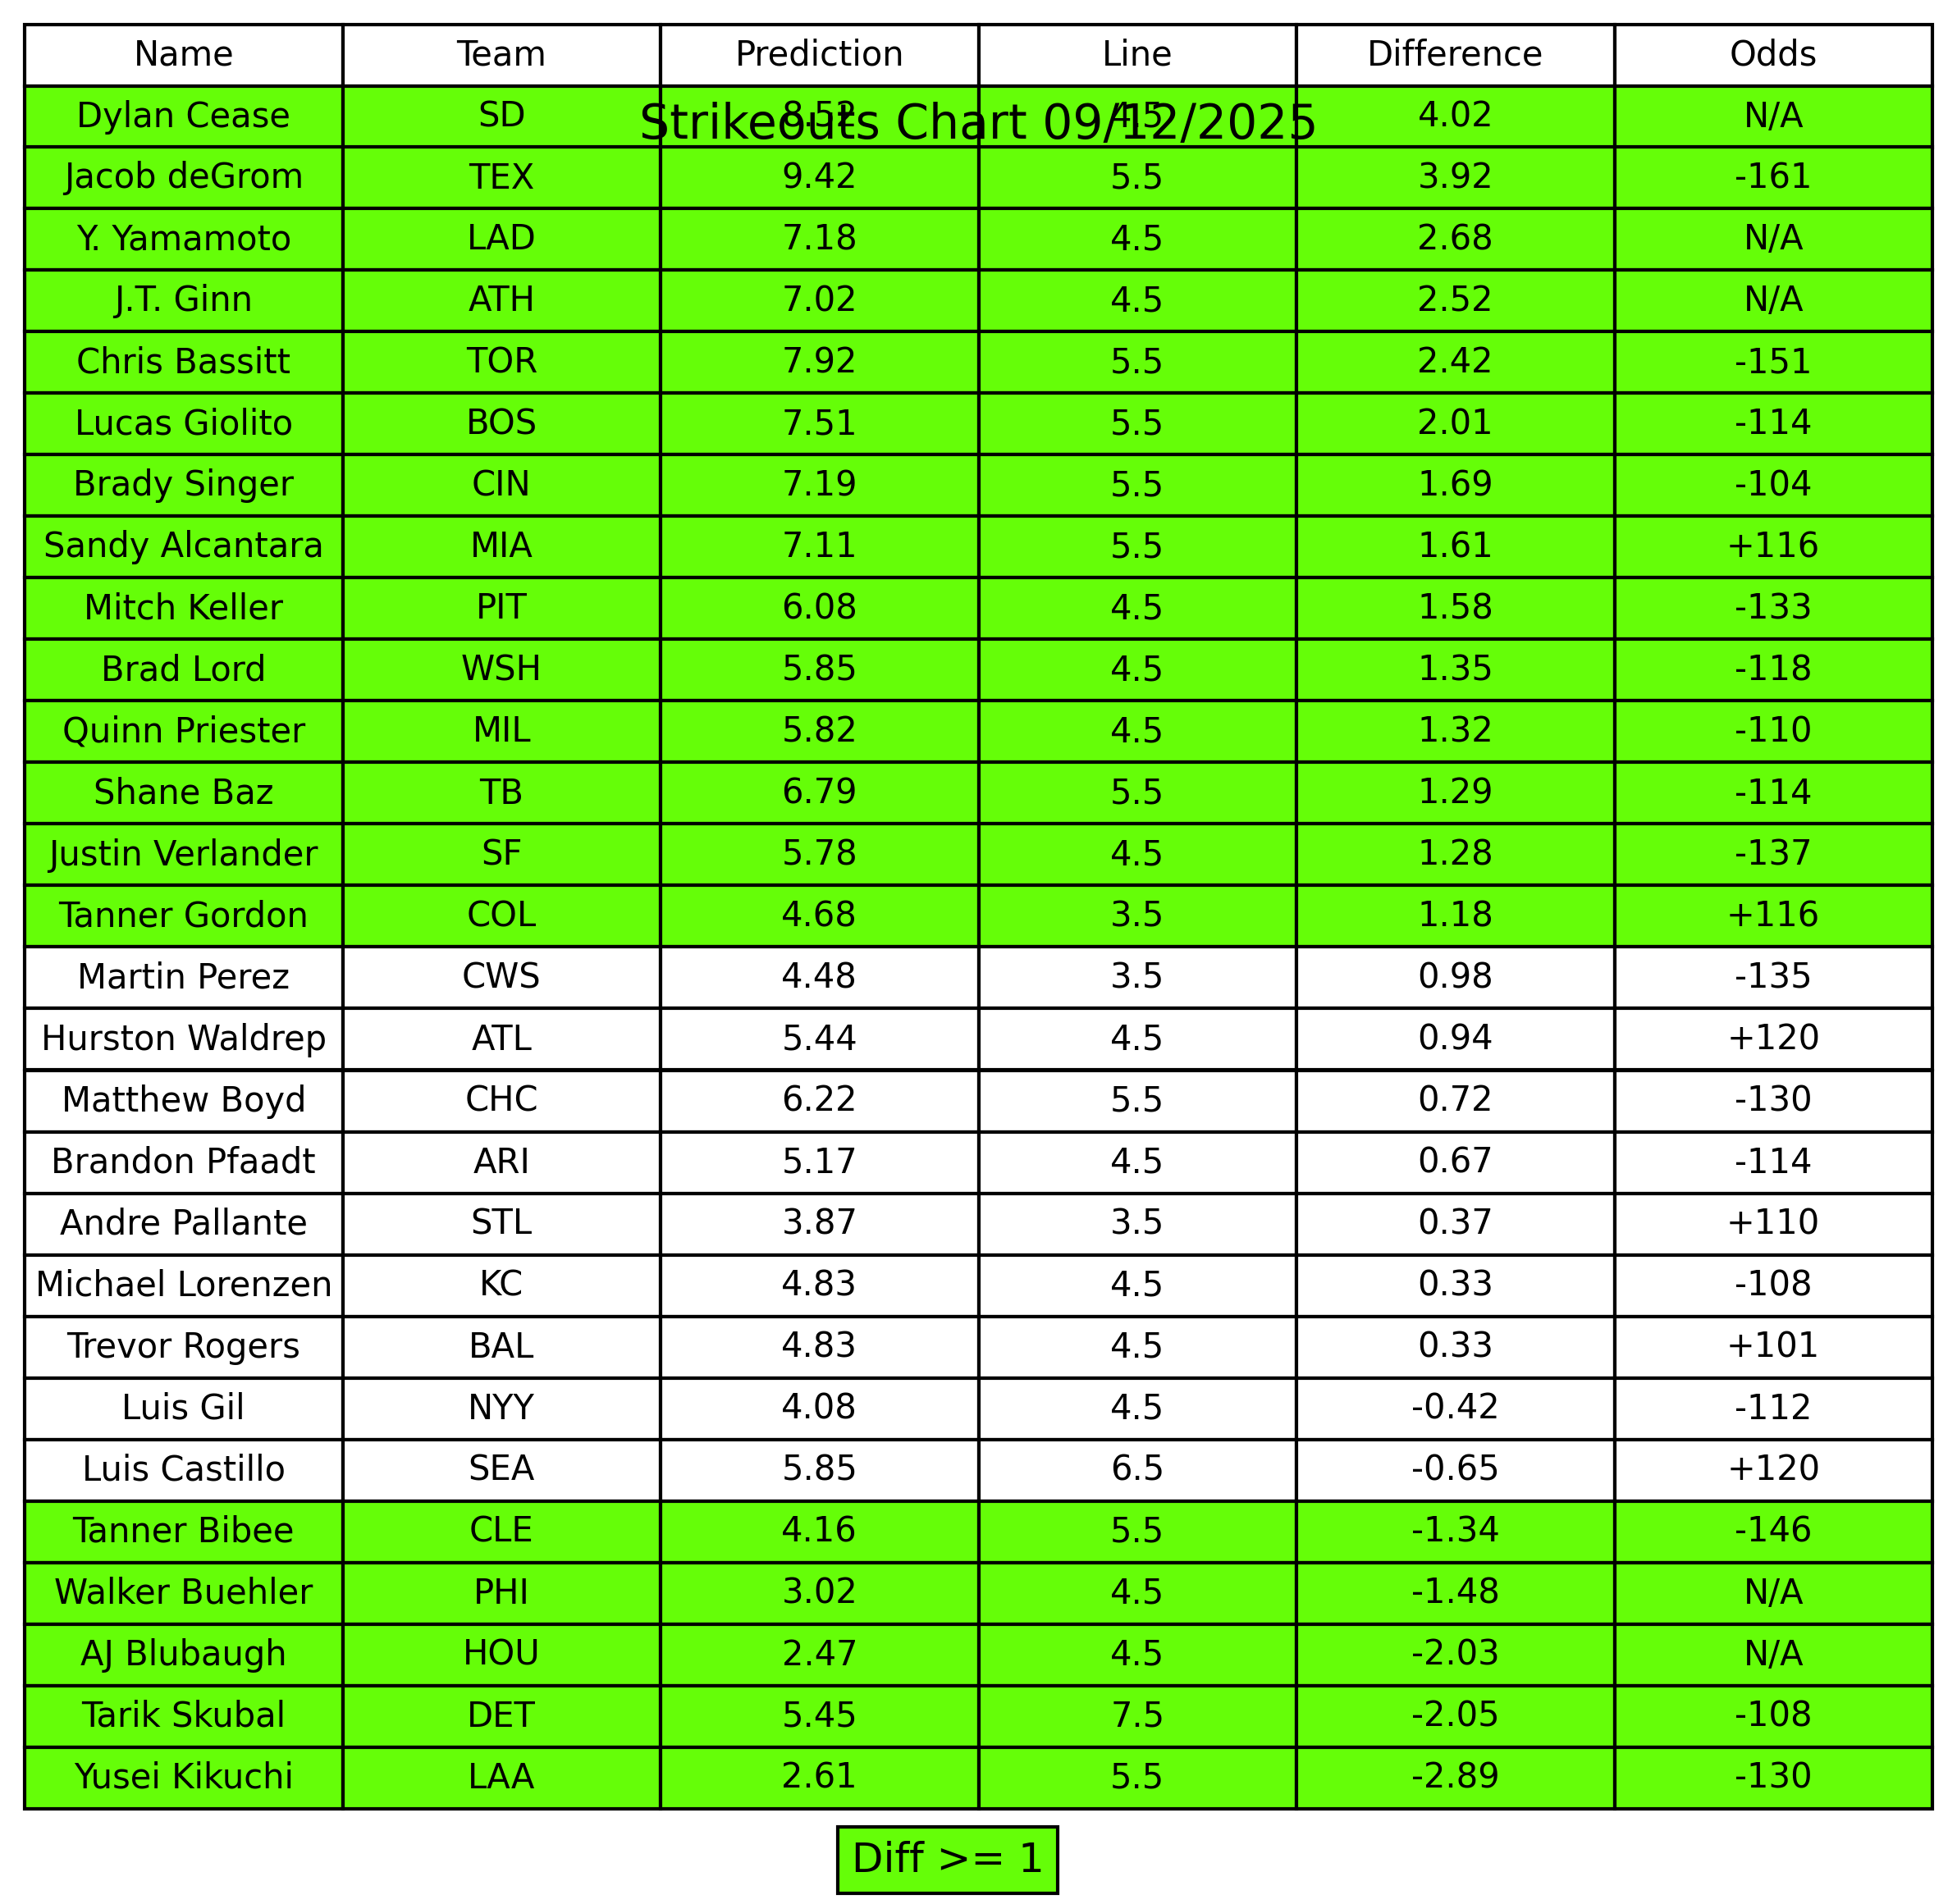 Name Team Prediction Line Difference Odds
Dylan Cease SD 8.52 4.5 4.02 N/A
Strikeouts Chart 09/12/2025
Jacob deGrom TEX 9.42 5.5 3.92 -161
Y. Yamamoto LAD 7.18 4.5 2.68 N/A
J.T. Ginn ATH 7.02 4.5 2.52 N/A
Chris Bassitt TOR 7.92 5.5 2.42 -151
Lucas Giolito BOS 7.51 5.5 2.01 -114
Brady Singer CIN 7.19 5.5 1.69 -104
Sandy Alcantara MIA 7.11 5.5 1.61 +116
Mitch Keller PIT 6.08 4.5 1.58 -133
Brad Lord WSH 5.85 4.5 1.35 -118
Quinn Priester MIL 5.82 4.5 1.32 -110
Shane Baz TB 6.79 5.5 1.29 -114
Justin Verlander SF 5.78 4.5 1.28 -137
Tanner Gordon COL 4.68 3.5 1.18 +116
Martin Perez CWS 4.48 3.5 0.98 -135
Hurston Waldrep ATL 5.44 4.5 0.94 +120
Matthew Boyd CHC 6.22 5.5 0.72 -130
Brandon Pfaadt ARI 5.17 4.5 0.67 -114
Andre Pallante STL 3.87 3.5 0.37 +110
Michael Lorenzen KC 4.83 4.5 0.33 -108
Trevor Rogers BAL 4.83 4.5 0.33 +101
Luis Gil NYY 4.08 4.5 -0.42 -112
Luis Castillo SEA 5.85 6.5 -0.65 +120
Tanner Bibee CLE 4.16 5.5 -1.34 -146
Walker Buehler PHI 3.02 4.5 -1.48 N/A
AJ Blubaugh HOU 2.47 4.5 -2.03 N/A
Tarik Skubal DET 5.45 7.5 -2.05 -108
Yusei Kikuchi LAA 2.61 5.5 -2.89 -130
Diff >= 1